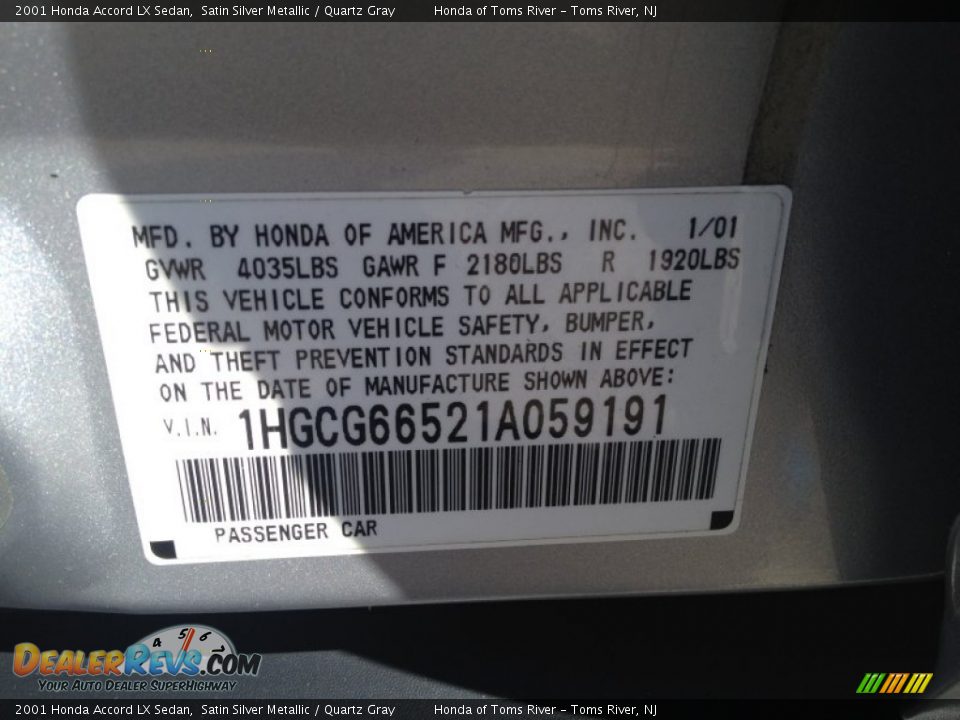 2001 Honda Accord LX Sedan, Satin Silver Metallic / Quartz Gray Honda of Toms River - Toms River, NJ
MFD. BY HONDA OF AMERICA MFG., INC. 1/01
GVWR 4035LBS GAWR F 2180LBS R 1920LBS
THIS VEHICLE CONFORMS TO ALL APPLICABLE
FEDERAL MOTOR VEHICLE SAFETY, BUMPER,
AND THEFT PREVENTION STANDARDS IN EFFECT
ON THE DATE OF MANUFACTURE SHOWN ABOVE:
V.I.N. 1HGCG66521A059191
PASSENGER CAR
4 5 6
DEALERREVS.COM
YOUR AUTO DEALER SUPERHIGHWAY
2001 Honda Accord LX Sedan, Satin Silver Metallic / Quartz Gray Honda of Toms River - Toms River, NJ